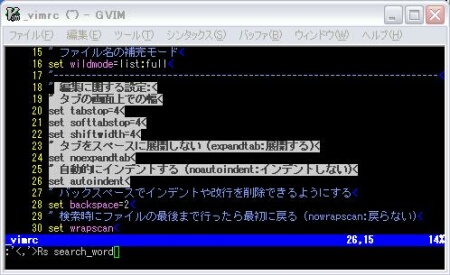 _vimrc (~) - GVIM
ファイル(F) 編集(E) ツール(T) シンタックス(S) バッファ(B) ウィンドウ(W) ヘルプ(H)
15 " ファイル名の補完モード<
16 set wildmode=list:full<
17 "---------------------------------------------------------------------------<
18 " 編集に関する設定:<
19 " タブの画面上での幅<
20 set tabstop=4<
21 set softtabstop=4<
22 set shiftwidth=4<
23 " タブをスペースに展開しない (expandtab:展開する)<
24 set noexpandtab<
25 " 自動的にインデントする (noautoindent:インデントしない)<
26 set autoindent<
27 " バックスペースでインデントや改行を削除できるようにする<
28 set backspace=2<
29 " 検索時にファイルの最後まで行ったら最初に戻る (nowrapscan:戻らない)<
30 set wrapscan<
_vimrc 26,15 14%
:'<,'>Rs search_word